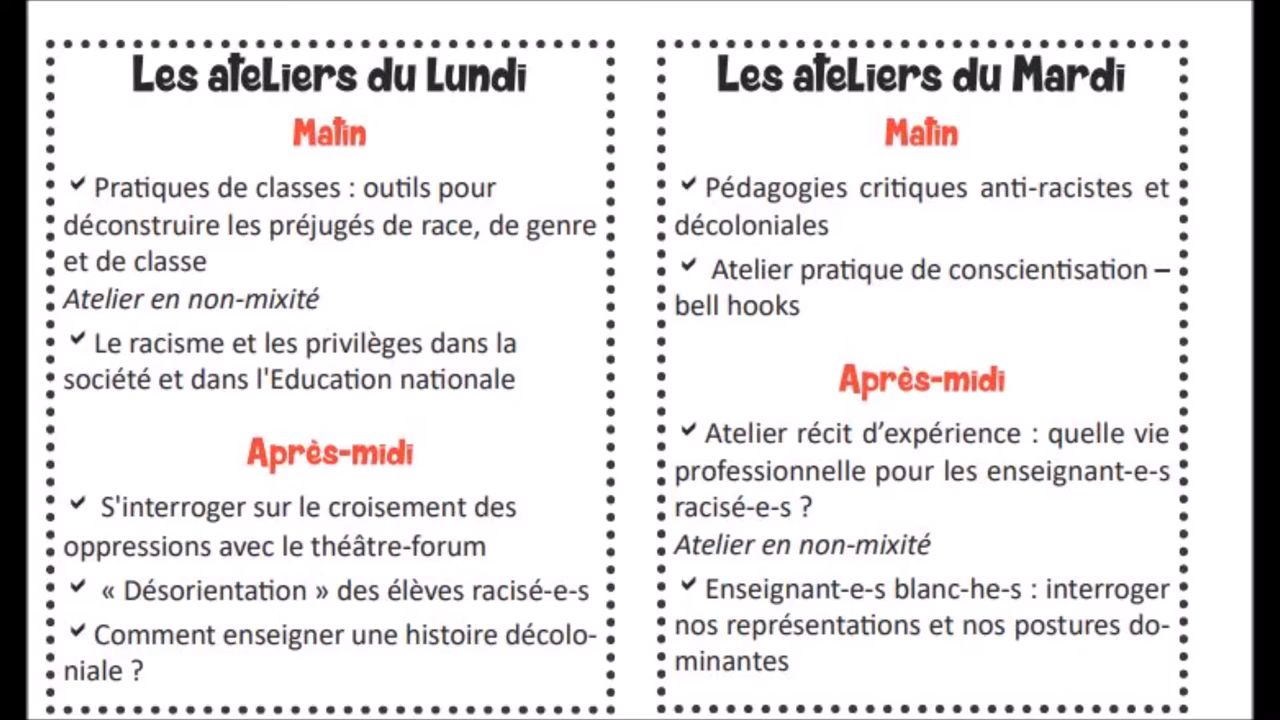 Les ateliers du Lundi
Matin
Pratiques de classes : outils pour
déconstruire les préjugés de race, de genre
et de classe
Atelier en non-mixité
Le racisme et les privilèges dans la
société et dans l'Education nationale
Après-midi
S'interroger sur le croisement des
oppressions avec le théâtre-forum
« Désorientation » des élèves racisé-e-s
Comment enseigner une histoire décolo-
niale ?
Les ateliers du Mardi
Matin
Pédagogies critiques anti-racistes et
décoloniales
Atelier pratique de conscientisation –
bell hooks
Après-midi
Atelier récit d’expérience : quelle vie
professionnelle pour les enseignant-e-s
racisé-e-s ?
Atelier en non-mixité
Enseignant-e-s blanc-he-s : interroger
nos représentations et nos postures do-
minantes